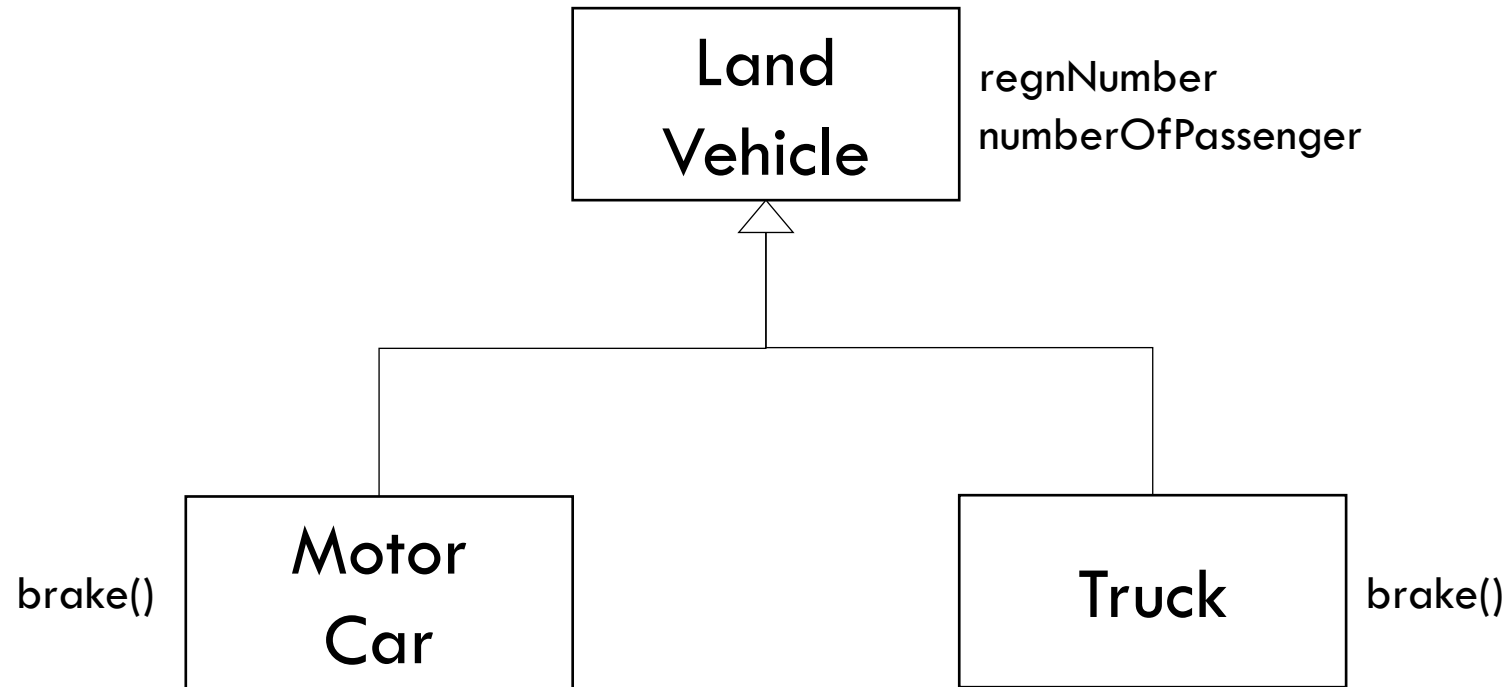 Land
Vehicle
regnNumber
numberOfPassenger
brake()
Motor
Car
Truck
brake()